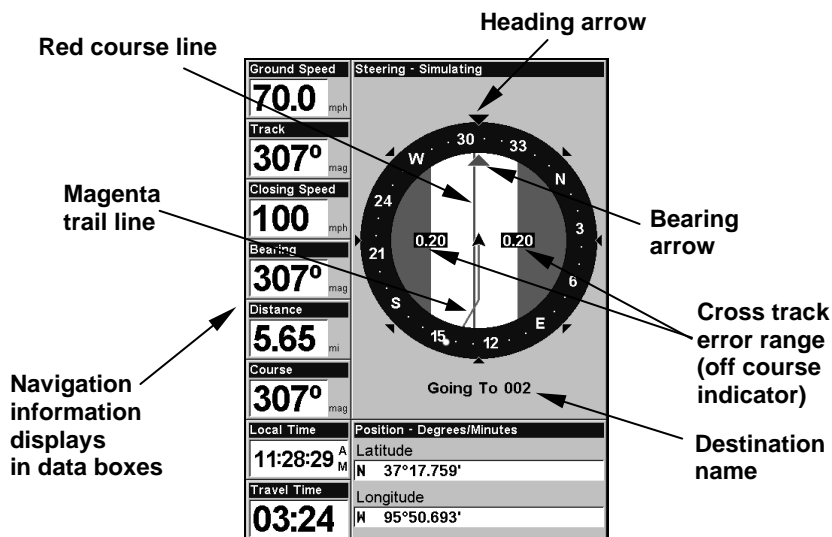 Heading arrow
Red course line
Ground Speed
70.0 mph
Track
307º mag
Closing Speed
100 mph
Bearing
307º mag
Distance
5.65 mi
Course
307º mag
Local Time
11:28:29 AM
Travel Time
03:24
Steering - Simulating
30
33
N
3
6
E
12
15
S
21
24
W
0.20
0.20
Going To 002
Position - Degrees/Minutes
Latitude
N 37°17.759'
Longitude
W 95°50.693'
Magenta
trail line
Navigation
information
displays
in data boxes
Bearing
arrow
Cross track
error range
(off course
indicator)
Destination
name